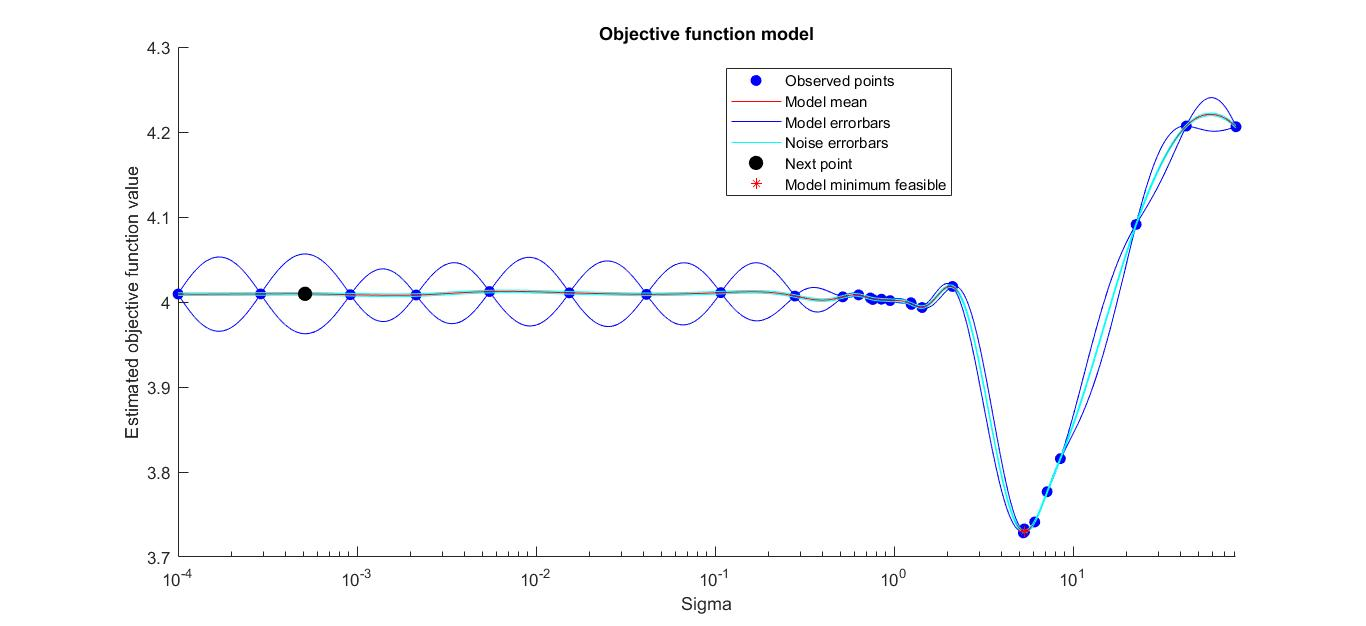 Objective function model
4.3
4.2
4.1
4
3.9
3.8
3.7
Estimated objective function value
Observed points
Model mean
Model errorbars
Noise errorbars
Next point
Model minimum feasible
10^-4
10^-3
10^-2
10^-1
10^0
10^1
Sigma